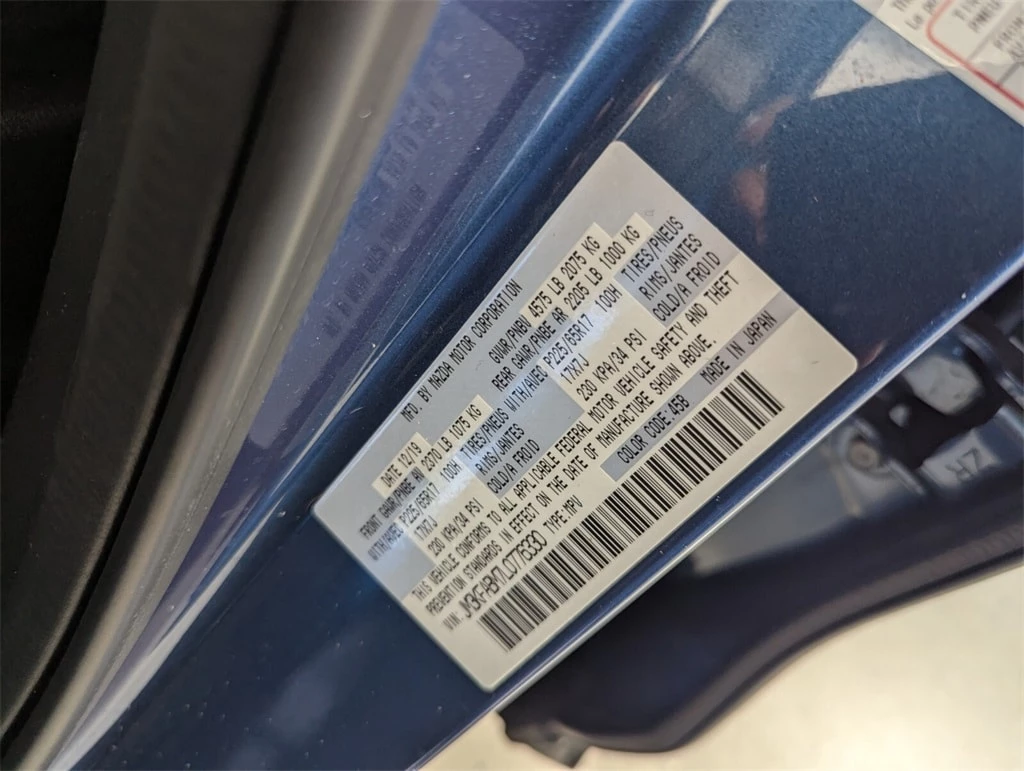 MFD. BY MAZDA MOTOR CORPORATION
DATE GVWR/PNBV 4575 LB 2075 KG
FRONT GAWR/PNBE AV 2370 LB 1075 KG REAR GAWR/PNBE AR 2205 LB 1000 KG
WITH/AVEC P225/65R17 100H TIRES/PNEUS WITH/AVEC P225/65R17 100H TIRES/PNEUS
17X7J RIMS/JANTES 17X7J RIMS/JANTES
230 KPA/34 PSI COLD/A FROID 230 KPA/34 PSI COLD/A FROID
THIS VEHICLE CONFORMS TO ALL APPLICABLE FEDERAL MOTOR VEHICLE SAFETY AND THEFT
PREVENTION STANDARDS IN EFFECT ON THE DATE OF MANUFACTURE SHOWN ABOVE.
VIN: JM3KFABM7L0776330 TYPE:MPV COLOR CODE:45B MADE IN JAPAN
ZR